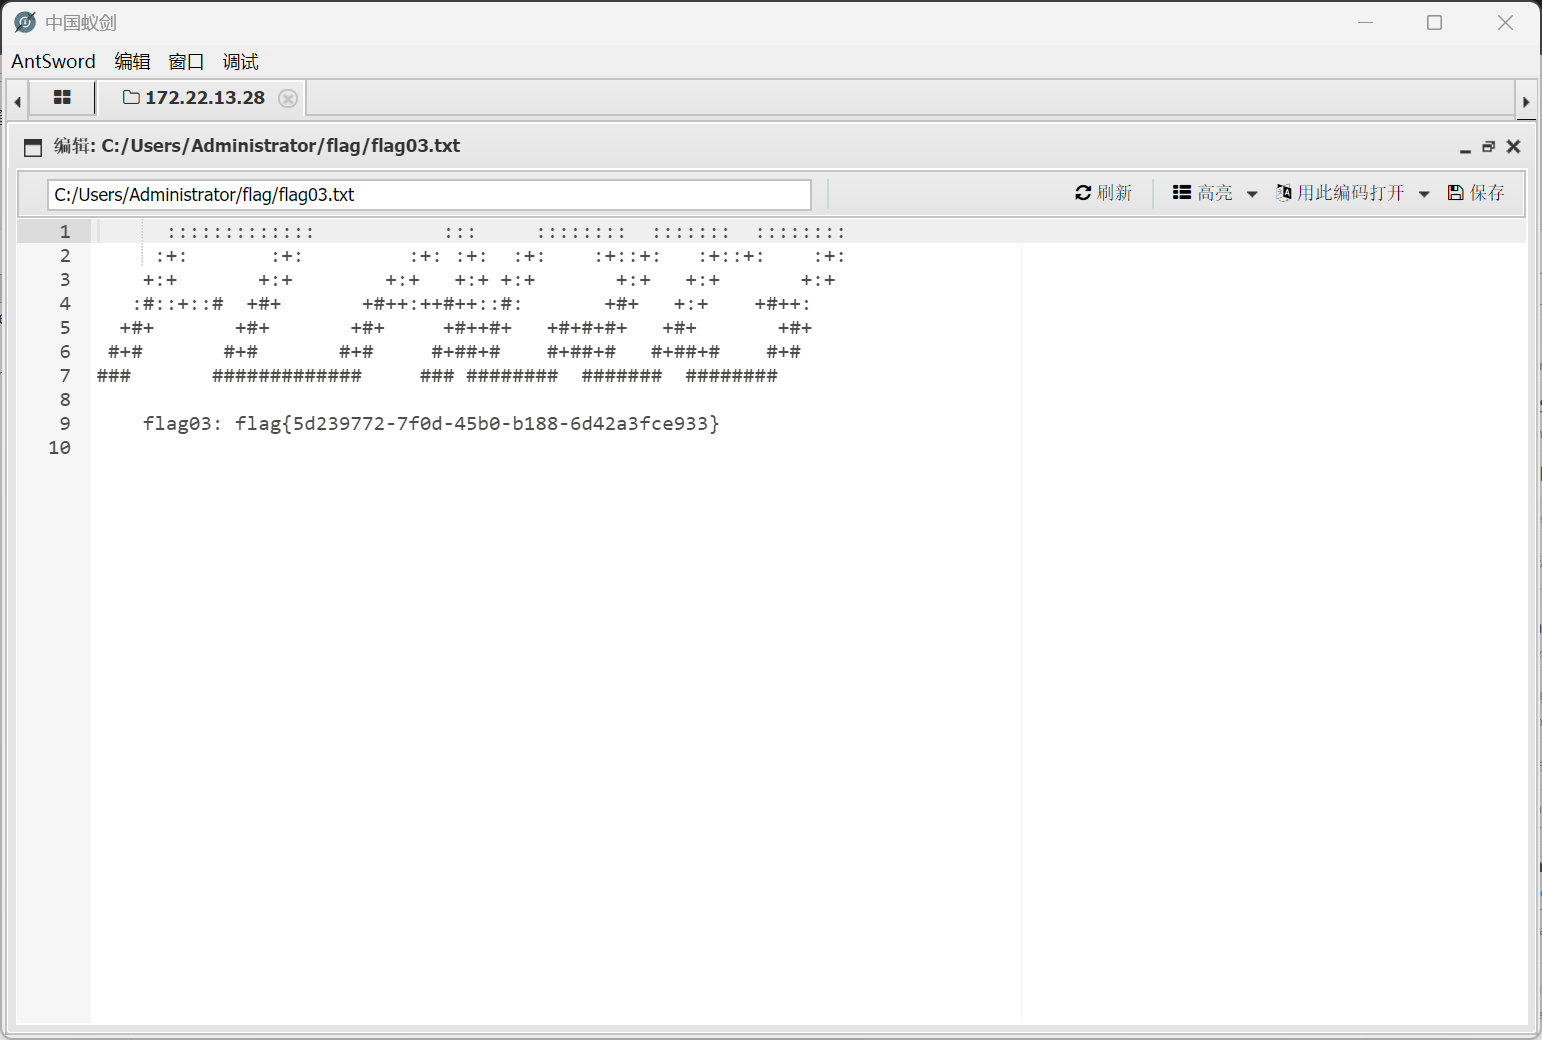 中国蚁剑
AntSword 编辑 窗口 调试
172.22.13.28
编辑: C:/Users/Administrator/flag/flag03.txt
C:/Users/Administrator/flag/flag03.txt 刷新 高亮 用此编码打开 保存
1       :::::::::::::           :::     ::::::::  :::::::  ::::::::
2      :+:       :+:         :+: :+:  :+:    :+::+:   :+::+:    :+:
3     +:+       +:+        +:+   +:+ +:+       +:+   +:+       +:+
4    :#::+::#  +#+       +#++:++#++::#:       +#+   +:+    +#++:
5   +#+       +#+       +#+     +#++#+   +#+#+#+   +#+       +#+
6  #+#       #+#       #+#     #+##+#    #+##+#   #+##+#    #+#
7 ###       #############     ### ########  #######  ########
8
9     flag03: flag{5d239772-7f0d-45b0-b188-6d42a3fce933}
10